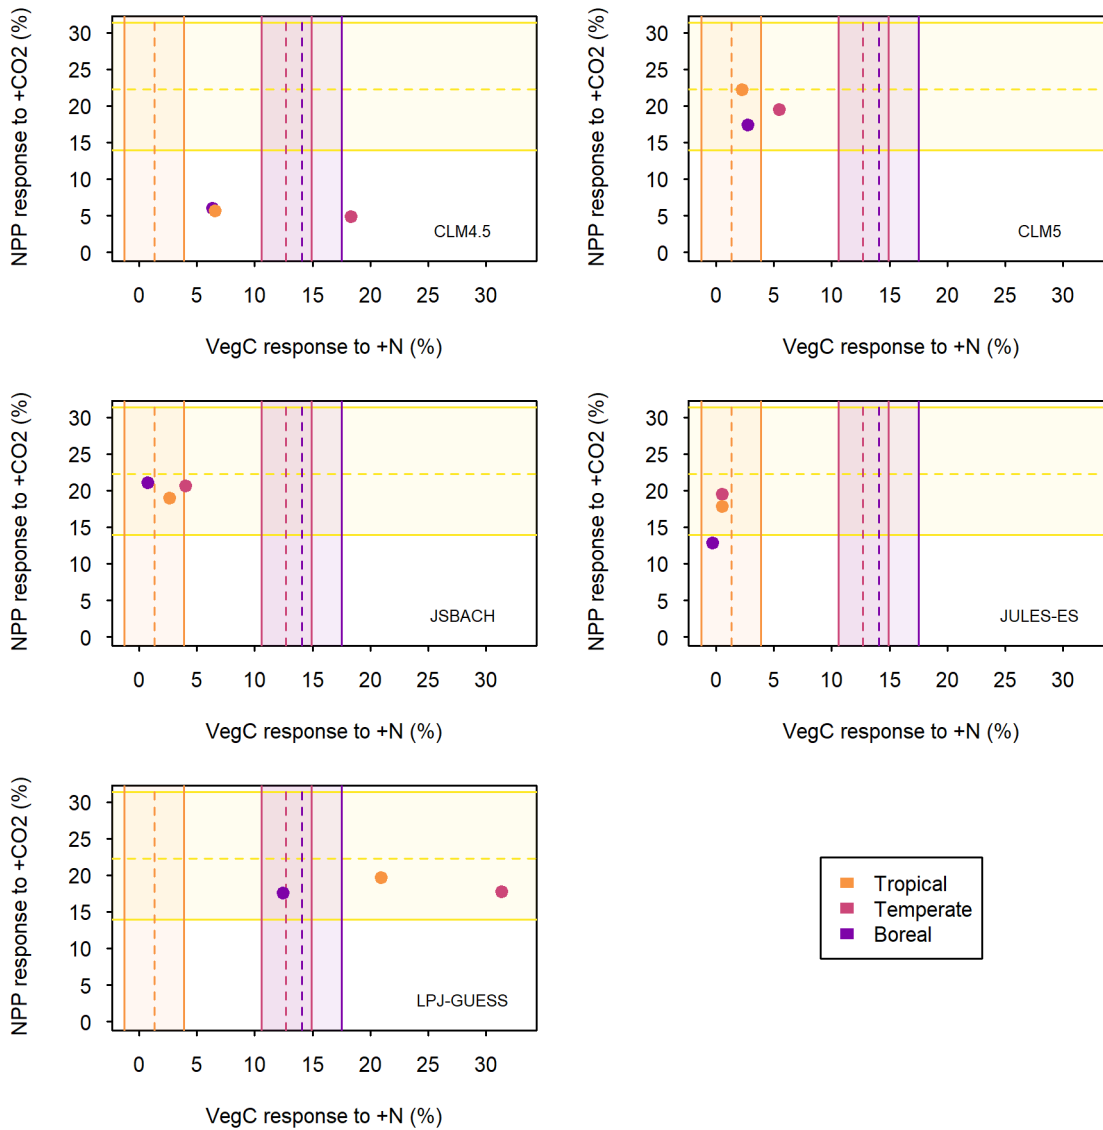 NPP response to +CO2 (%)
30
25
20
15
10
5
0
CLM4.5
0 5 10 15 20 25 30
VegC response to +N (%)
NPP response to +CO2 (%)
30
25
20
15
10
5
0
CLM5
0 5 10 15 20 25 30
VegC response to +N (%)
NPP response to +CO2 (%)
30
25
20
15
10
5
0
JSBACH
0 5 10 15 20 25 30
VegC response to +N (%)
NPP response to +CO2 (%)
30
25
20
15
10
5
0
JULES-ES
0 5 10 15 20 25 30
VegC response to +N (%)
NPP response to +CO2 (%)
30
25
20
15
10
5
0
LPJ-GUESS
0 5 10 15 20 25 30
VegC response to +N (%)
Tropical
Temperate
Boreal